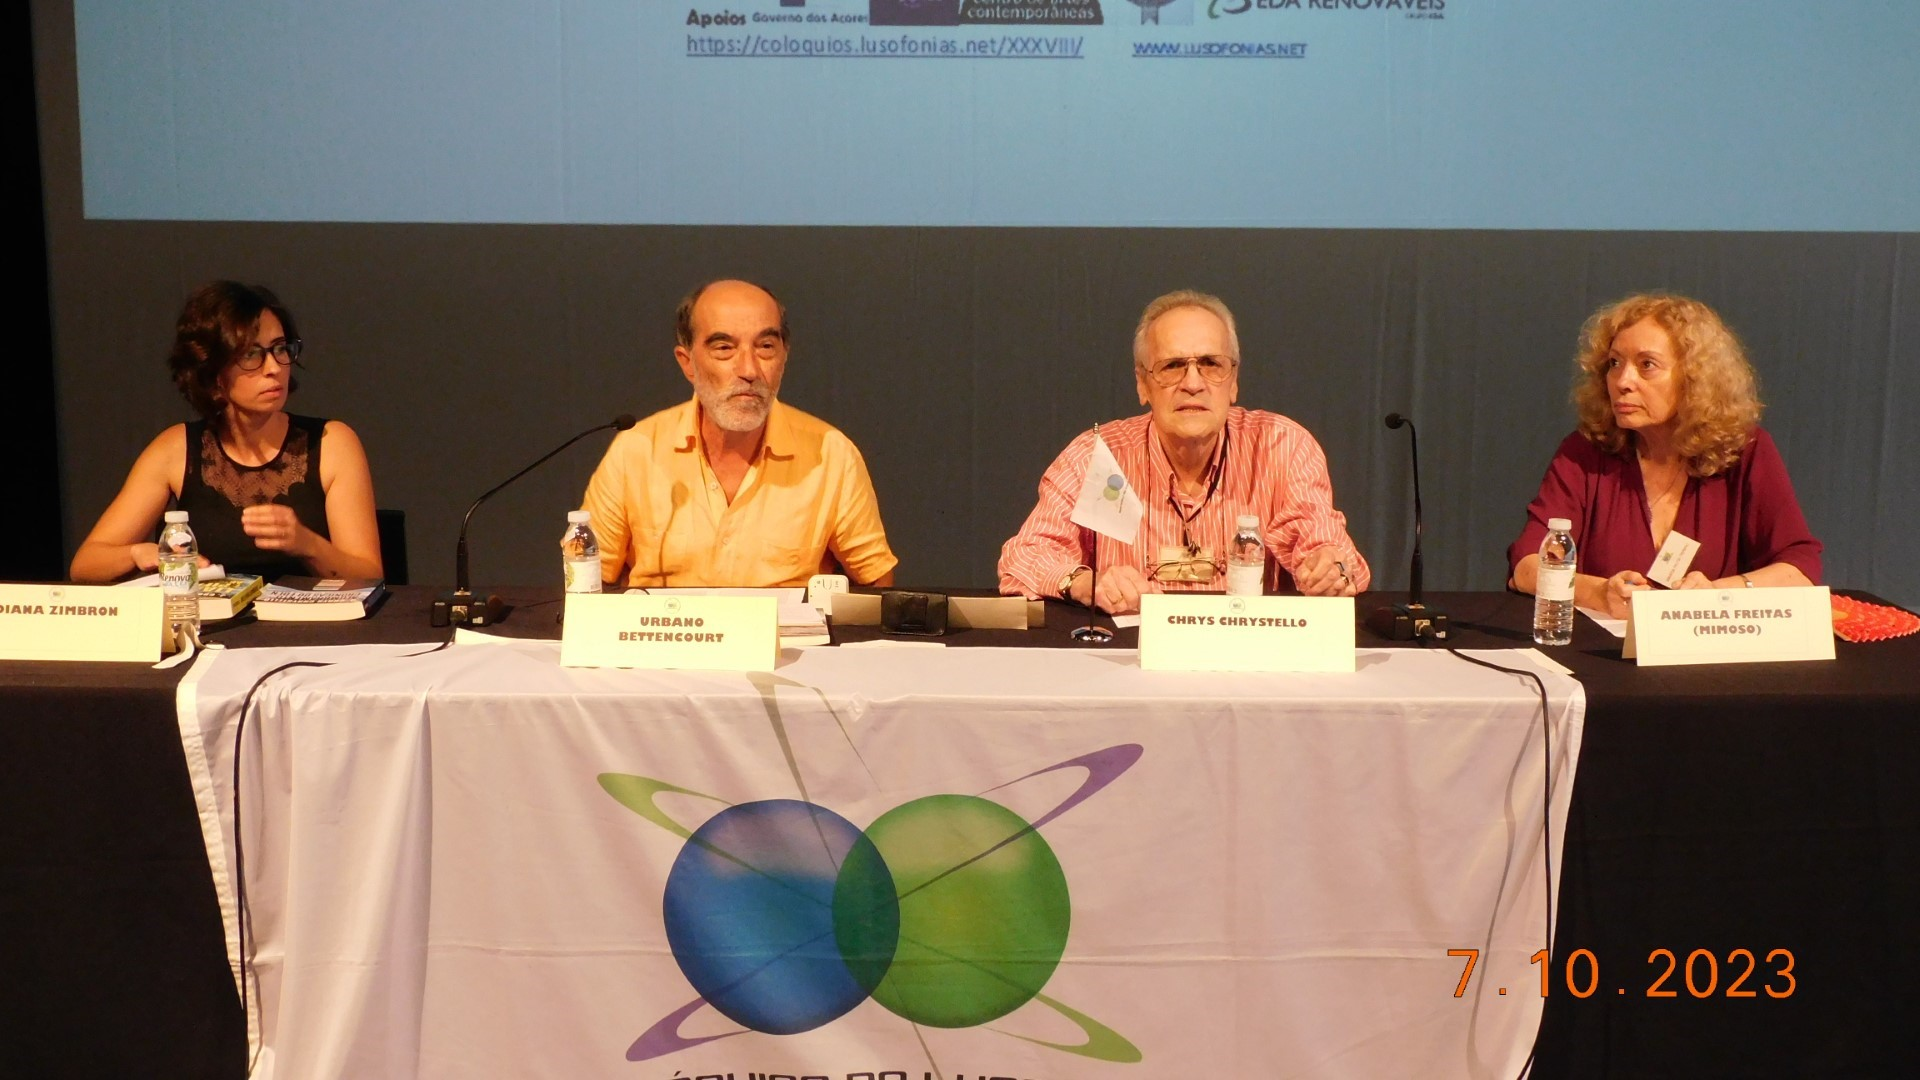 contemporâneas
EDA RENOVÁVEIS
Apoios Governo dos Açores
https://coloquios.lusofonias.net/XXXVIII/ WWW.LUSOFONIAS.NET
DIANA ZIMBRON
URBANO
BETTENCOURT
CHRYS CHRYSTELLO
ANABELA FREITAS
(MIMOSO)
7.10.2023